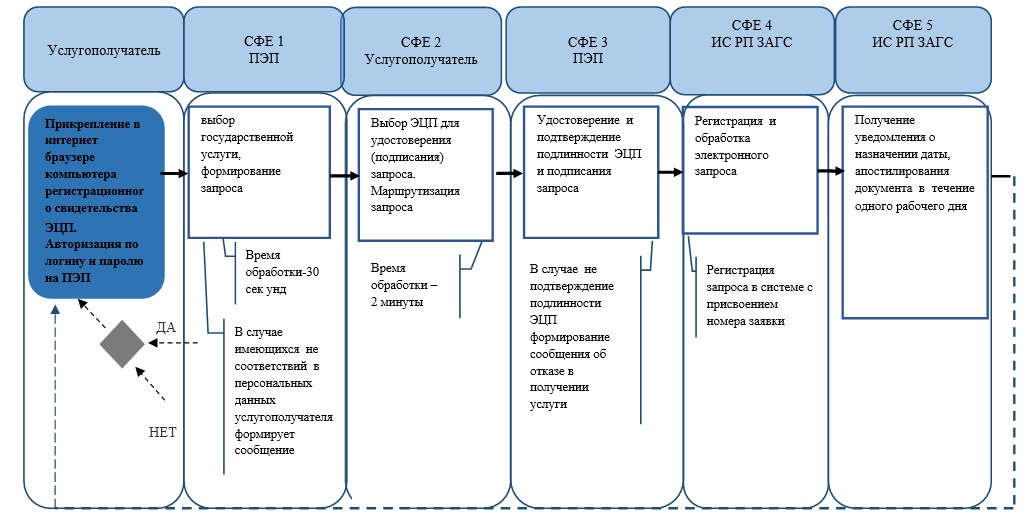 Услугополучатель
СФЕ 1
ПЭП
СФЕ 2
Услугополучатель
СФЕ 3
ПЭП
СФЕ 4
ИС РП ЗАГС
СФЕ 5
ИС РП ЗАГС
Прикрепление в
интернет
браузере
компьютера
регистрационног
о свидетельства
ЭЦП.
Авторизация по
логину и паролю
на ПЭП
ДА
НЕТ
выбор
государственной
услуги,
формирование
запроса
Время
обработки-30
сек унд
В случае
имеющихся не
соответствий в
персональных
данных
услугополучателя
формирует
сообщение
Выбор ЭЦП для
удостоверения
(подписания)
запроса.
Маршрутизация
запроса
Время
обработки –
2 минуты
Удостоверение и
подтверждение
подлинности ЭЦП
и подписания
запроса
В случае не
подтверждение
подлинности
ЭЦП
формирование
сообщения об
отказе в
получении
услуги
Регистрация и
обработка
электронного
запроса
Регистрация
запроса в системе с
присвоением
номера заявки
Получение
уведомления о
назначении даты,
апостилирования
документа в течение
одного рабочего дня